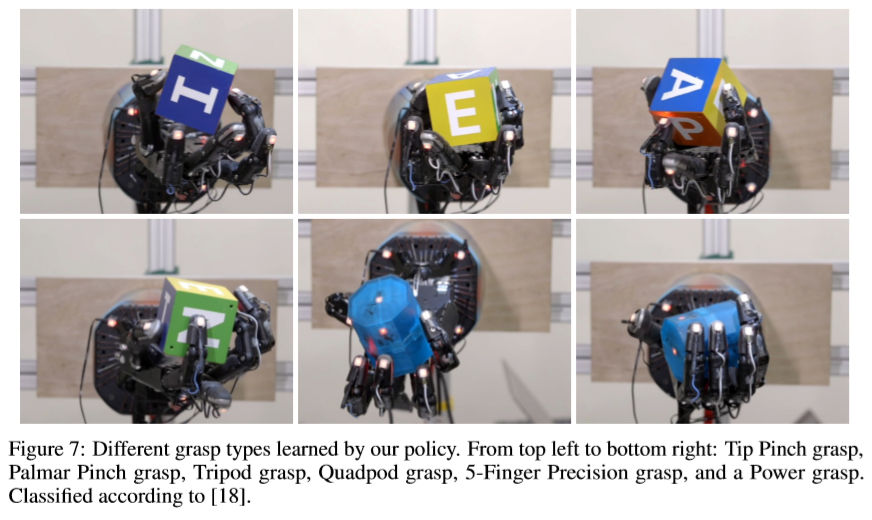 I
N
E
A
P
E
I
N
Figure 7: Different grasp types learned by our policy. From top left to bottom right: Tip Pinch grasp,
Palmar Pinch grasp, Tripod grasp, Quadpod grasp, 5-Finger Precision grasp, and a Power grasp.
Classified according to [18].